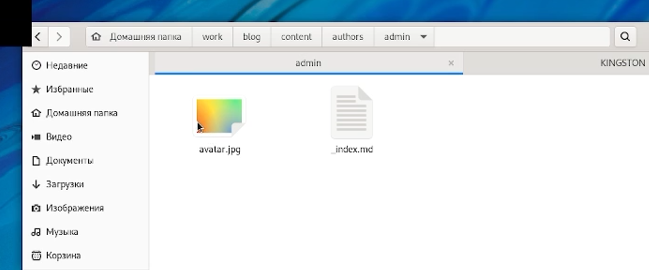 Домашняя папка work blog content authors admin
admin KINGSTON
Недавние
Избранные
Домашняя папка
Видео
Документы
Загрузки
Изображения
Музыка
Корзина
avatar.jpg _index.md